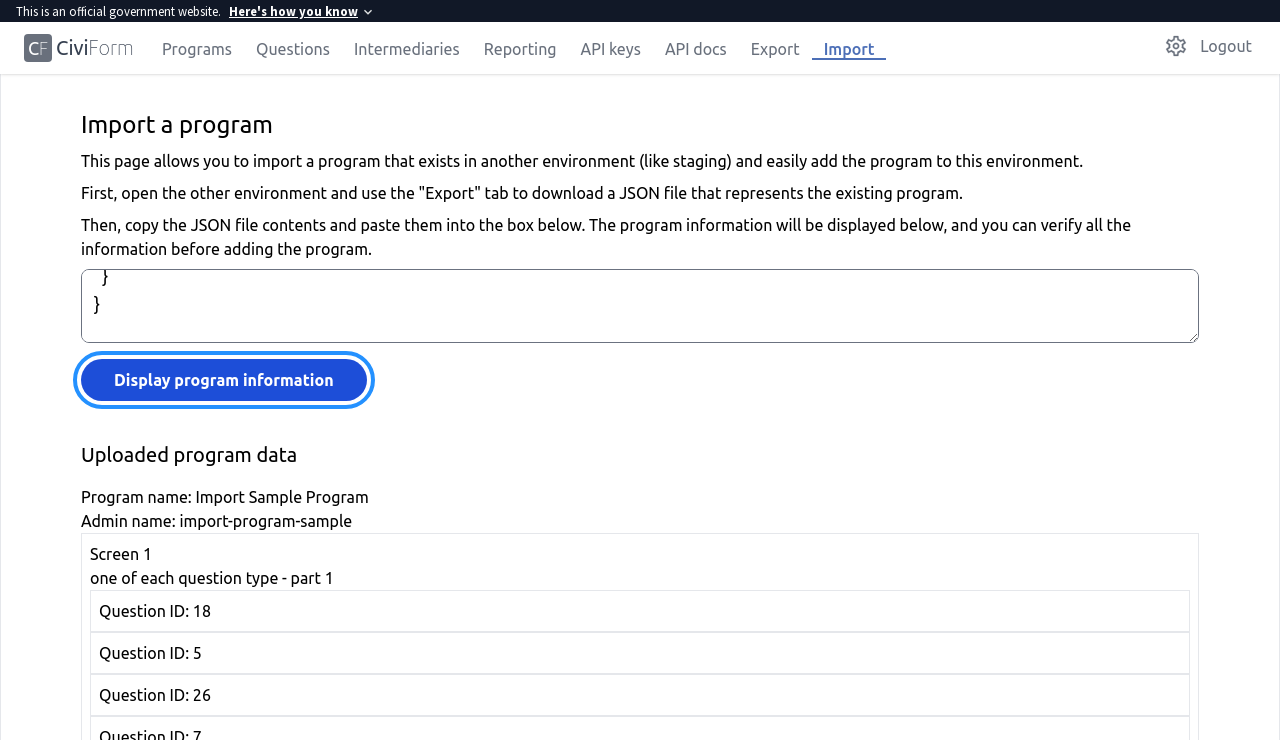 This is an official government website. Here's how you know
CF CiviForm Programs Questions Intermediaries Reporting API keys API docs Export Import Logout
Import a program
This page allows you to import a program that exists in another environment (like staging) and easily add the program to this environment.
First, open the other environment and use the "Export" tab to download a JSON file that represents the existing program.
Then, copy the JSON file contents and paste them into the box below. The program information will be displayed below, and you can verify all the
information before adding the program.
}
}
Display program information
Uploaded program data
Program name: Import Sample Program
Admin name: import-program-sample
Screen 1
one of each question type - part 1
Question ID: 18
Question ID: 5
Question ID: 26
Question ID: 7